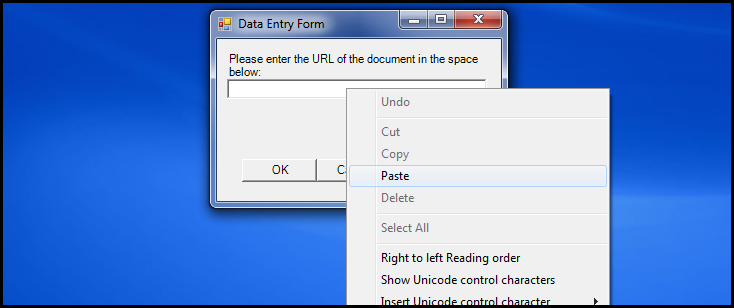 Data Entry Form
Please enter the URL of the document in the space
below:
OK
Undo
Cut
Copy
Paste
Delete
Select All
Right to left Reading order
Show Unicode control characters
Insert Unicode control character